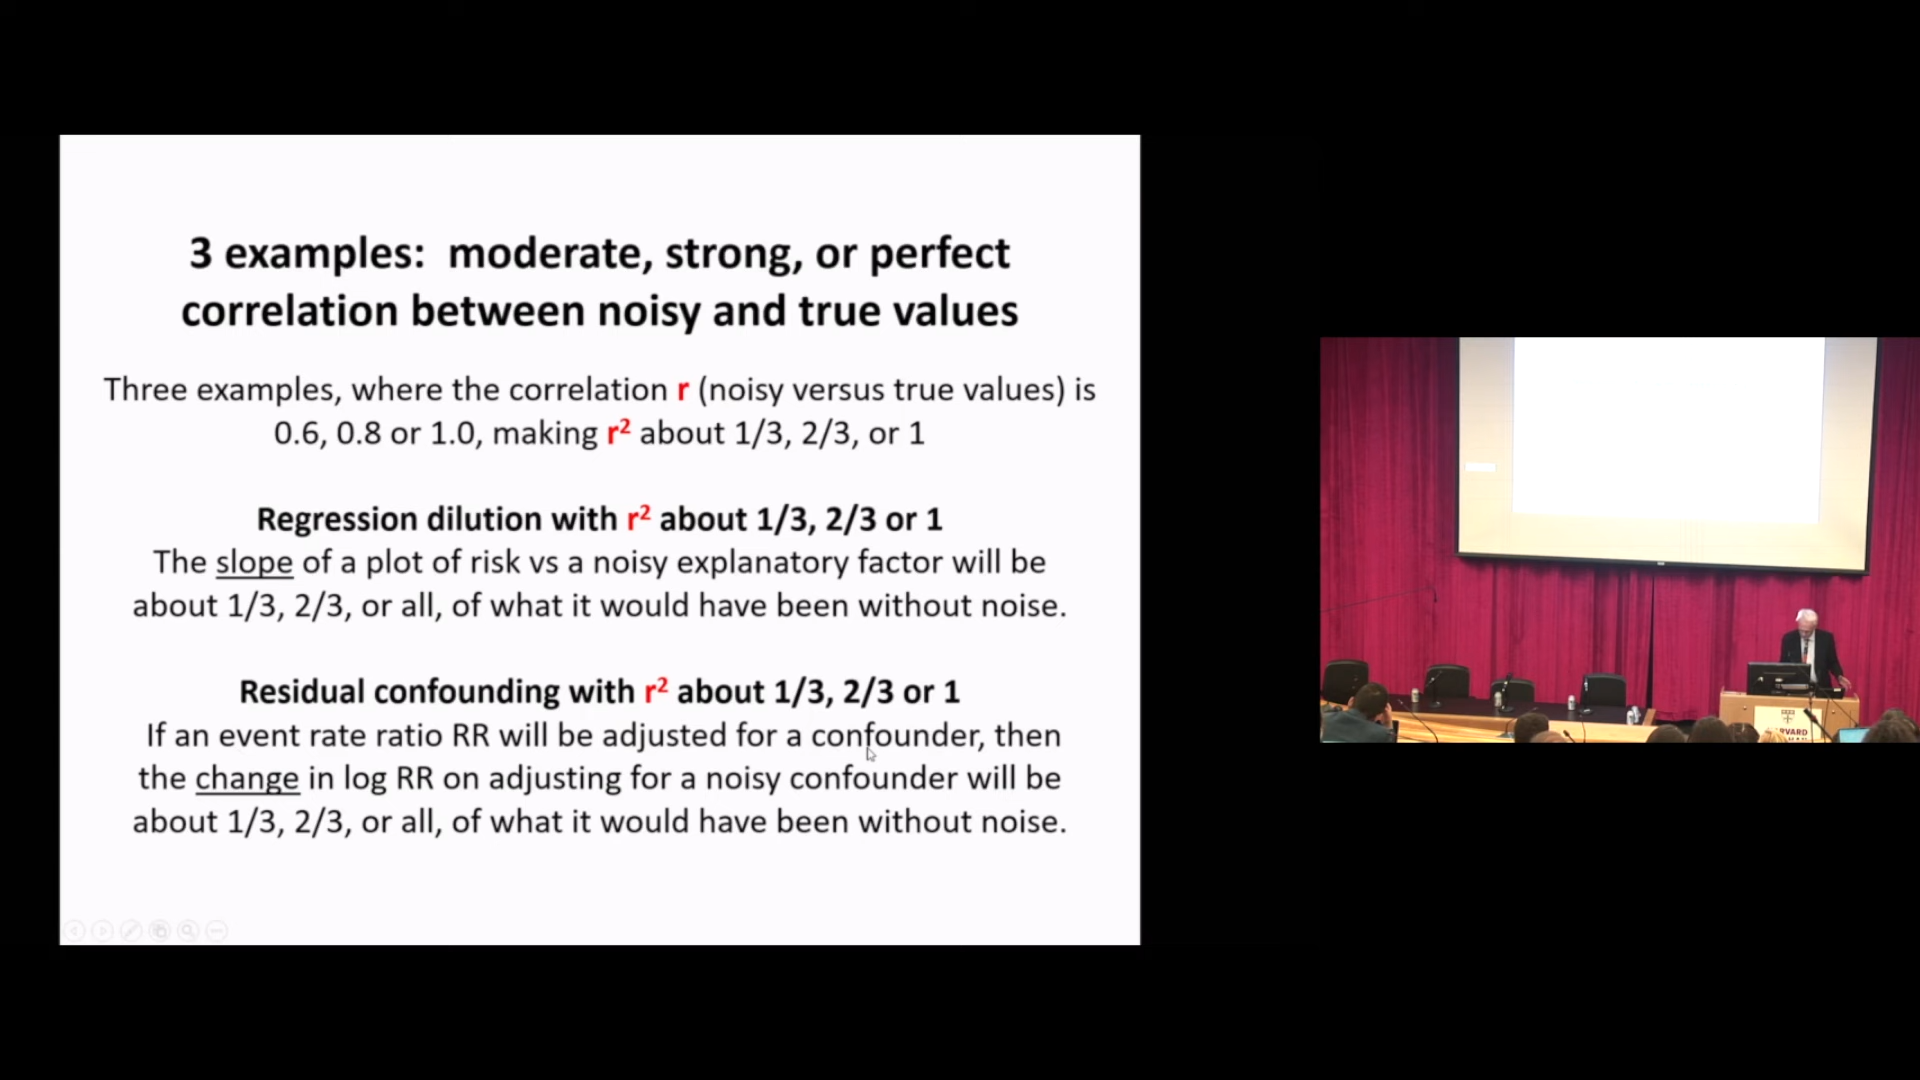 3 examples:  moderate, strong, or perfect
correlation between noisy and true values
Three examples, where the correlation r (noisy versus true values) is
0.6, 0.8 or 1.0, making r² about 1/3, 2/3, or 1
Regression dilution with r² about 1/3, 2/3 or 1
The slope of a plot of risk vs a noisy explanatory factor will be
about 1/3, 2/3, or all, of what it would have been without noise.
Residual confounding with r² about 1/3, 2/3 or 1
If an event rate ratio RR will be adjusted for a confounder, then
the change in log RR on adjusting for a noisy confounder will be
about 1/3, 2/3, or all, of what it would have been without noise.